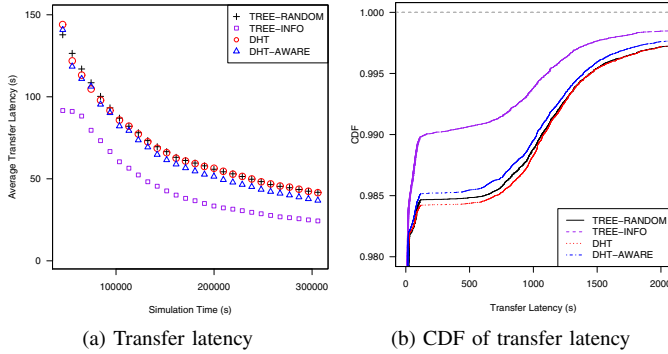 150
100
50
0
Average Transfer Latency (s)
TREE−RANDOM
TREE−INFO
DHT
DHT−AWARE
100000 200000 300000
Simulation Time (s)
(a) Transfer latency
1.000
0.995
0.990
0.985
0.980
CDF
TREE−RANDOM
TREE−INFO
DHT
DHT−AWARE
0 500 1000 1500 2000
Transfer Latency (s)
(b) CDF of transfer latency